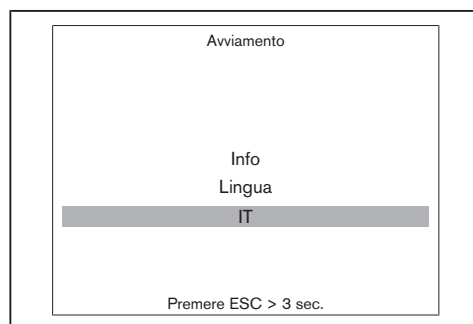 Avviamento
Info
Lingua
IT
Premere ESC > 3 sec.